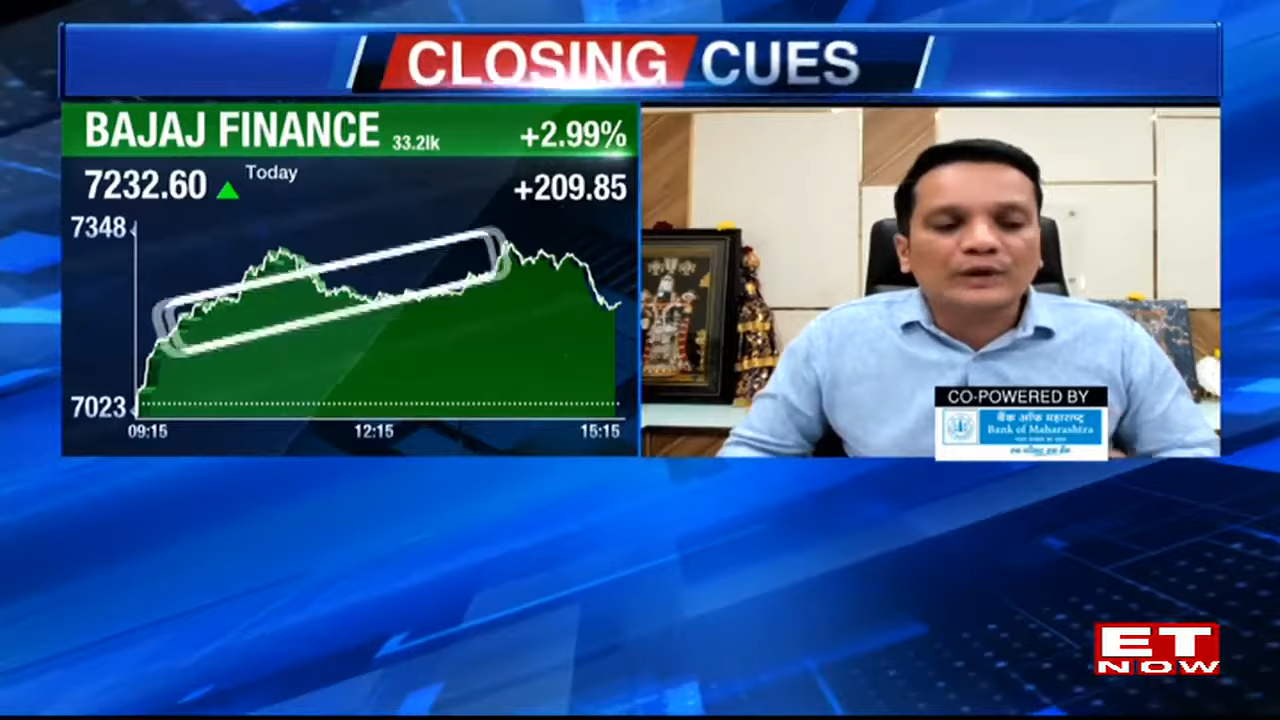 CLOSING CUES
BAJAJ FINANCE 33.2lk +2.99%
7232.60 Today +209.85
7348
7023
09:15 12:15 15:15
CO-POWERED BY
बैंक ऑफ महाराष्ट्र
Bank of Maharashtra
ET
NOW